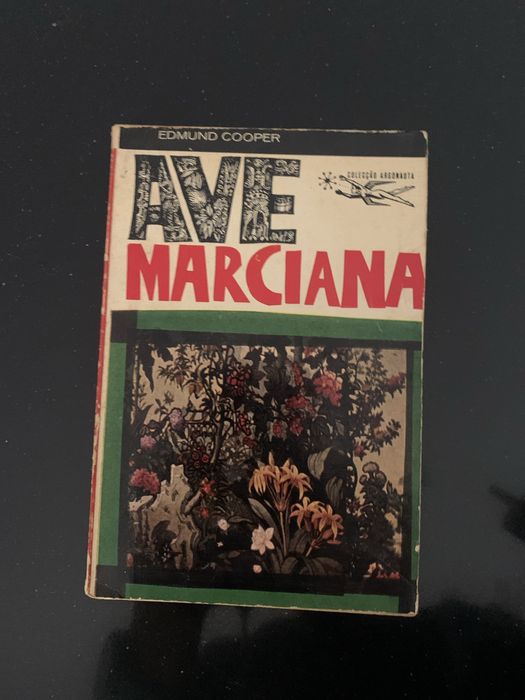 EDMUND COOPER
AVE
COLECÇÃO ARGONAUTA
MARCIANA